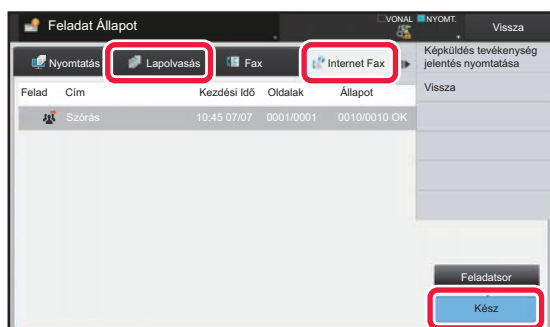 Feladat Állapot
VONAL
NYOMT.
Vissza
Nyomtatás
Lapolvasás
Fax
Internet Fax
Képküldés tevékenység
jelentés nyomtatása
Felad
Cím
Kezdési Idő
Oldalak
Állapot
Vissza
Szórás
10:45 07/07
0001/0001
0010/0010 OK
Feladatsor
Kész